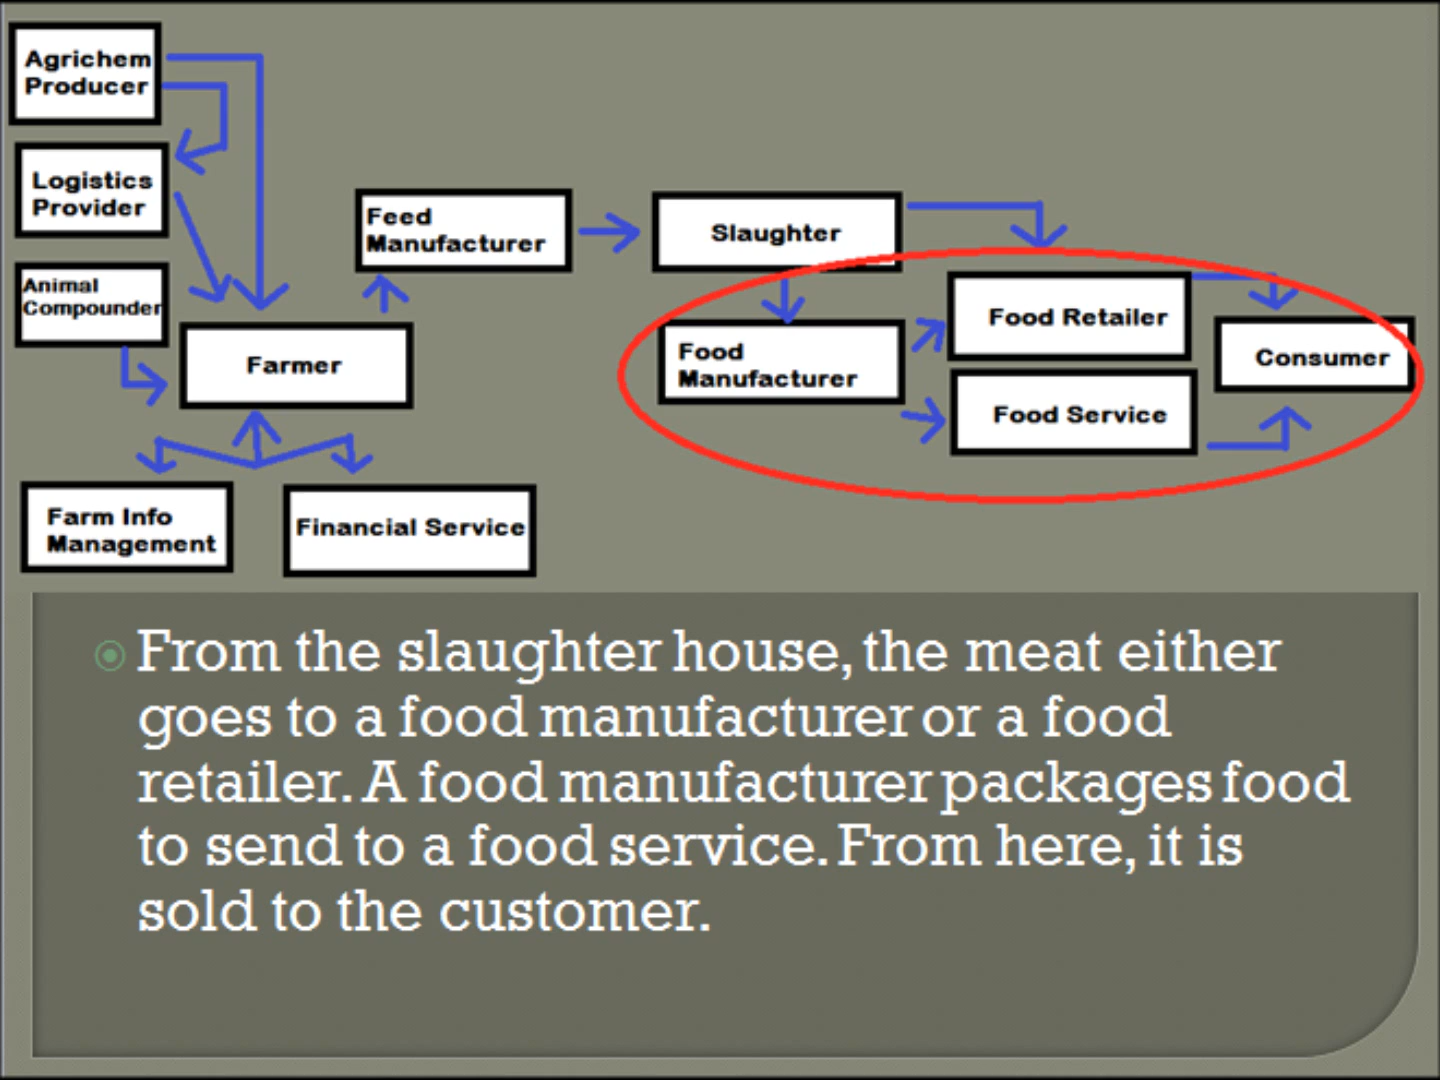 Agrichem
Producer
Logistics
Provider
Animal
Compounder
Farmer
Farm Info
Management
Financial Service
Feed
Manufacturer
Slaughter
Food
Manufacturer
Food Retailer
Food Service
Consumer
From the slaughter house, the meat either
goes to a food manufacturer or a food
retailer. A food manufacturer packages food
to send to a food service. From here, it is
sold to the customer.